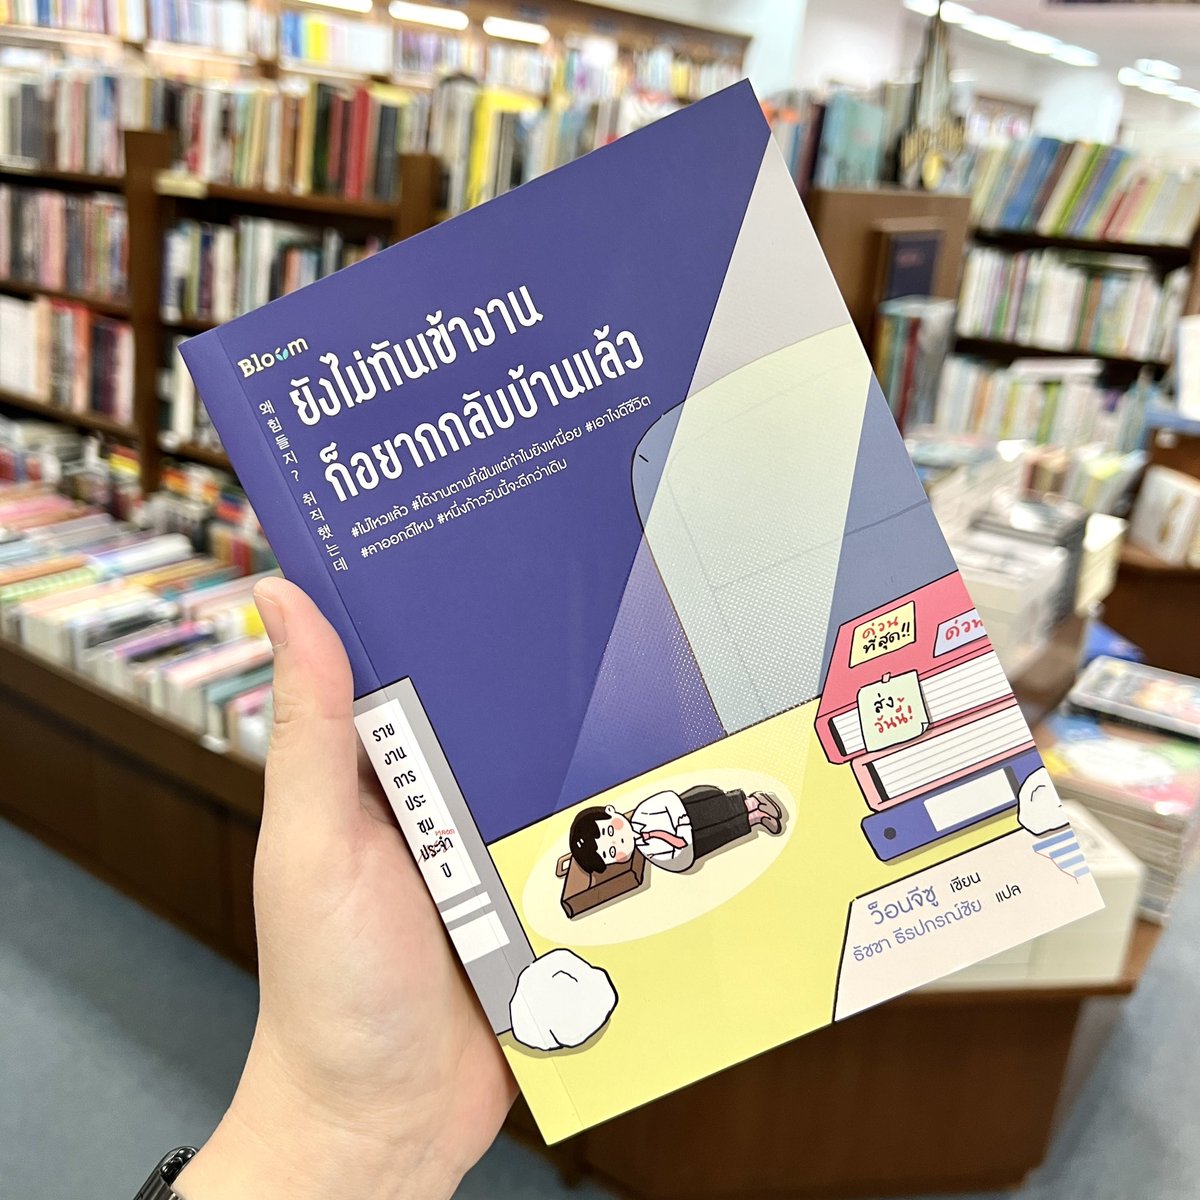 Bloom
ยังไม่ทันเข้างาน
ก็อยากกลับบ้านแล้ว
#ไม่ไหวแล้ว #ได้งานตามที่ฝันแต่ทำไมยังเหนื่อย #เอาไงดีชีวิต
#ลาออกดีไหม #หนึ่งก้าววันนี้จะดีกว่าเดิม
왜 힘들지? 취직했는데
ด่วน
ที่สุด!!
ด่วน
ส่ง
วันนี้!
ราย
งาน
การ
ประ
ชุม
ประจำ
ปี
ว็อนจีซู เขียน
ธัชชา ธีรปกรณ์ชัย แปล